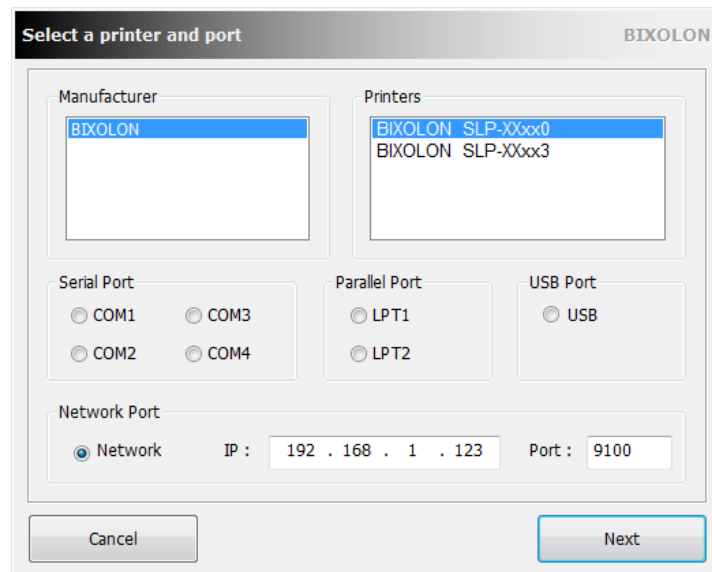 Select a printer and port BIXOLON
Manufacturer Printers
BIXOLON BIXOLON SLP-XXxx0
BIXOLON SLP-XXxx3
Serial Port Parallel Port USB Port
COM1 COM3 LPT1 USB
COM2 COM4 LPT2
Network Port
Network IP : 192 . 168 . 1 . 123 Port : 9100
Cancel Next